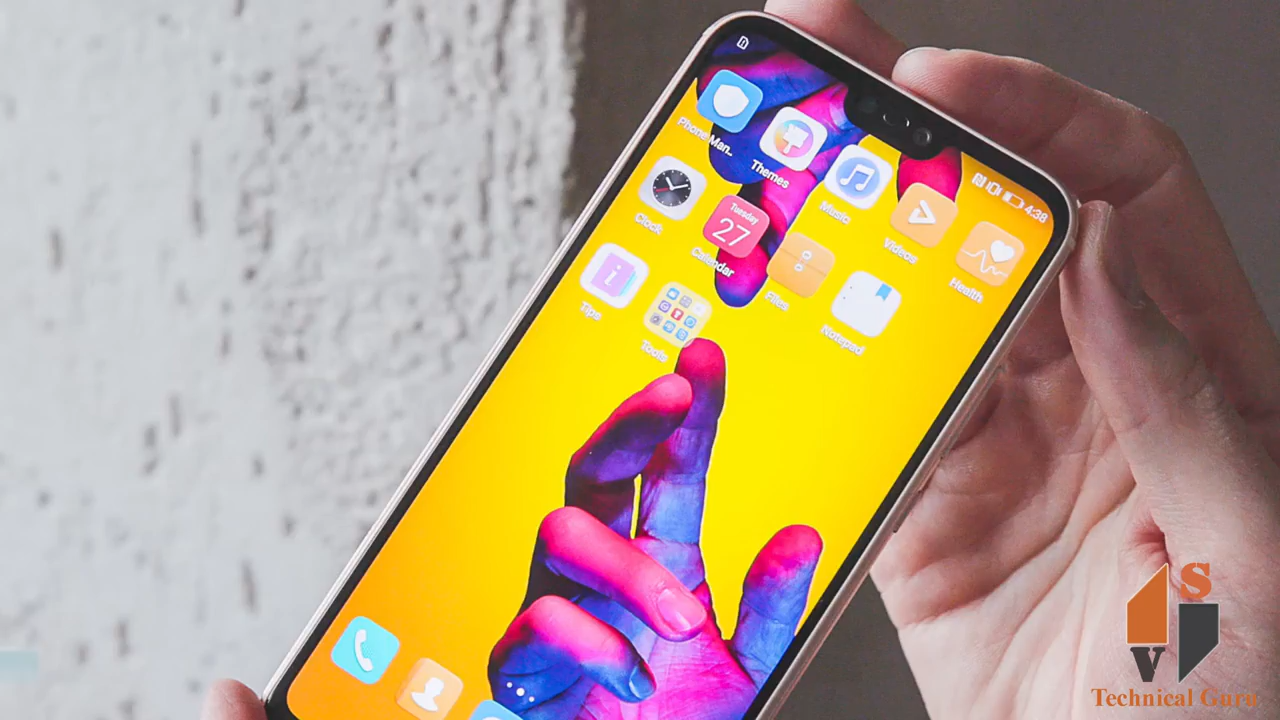 4:38
Phone Man..
Themes
Music
Videos
Health
Clock
Tuesday
27
Calendar
Files
Notepad
Tips
Tools
S
V
Technical Guru